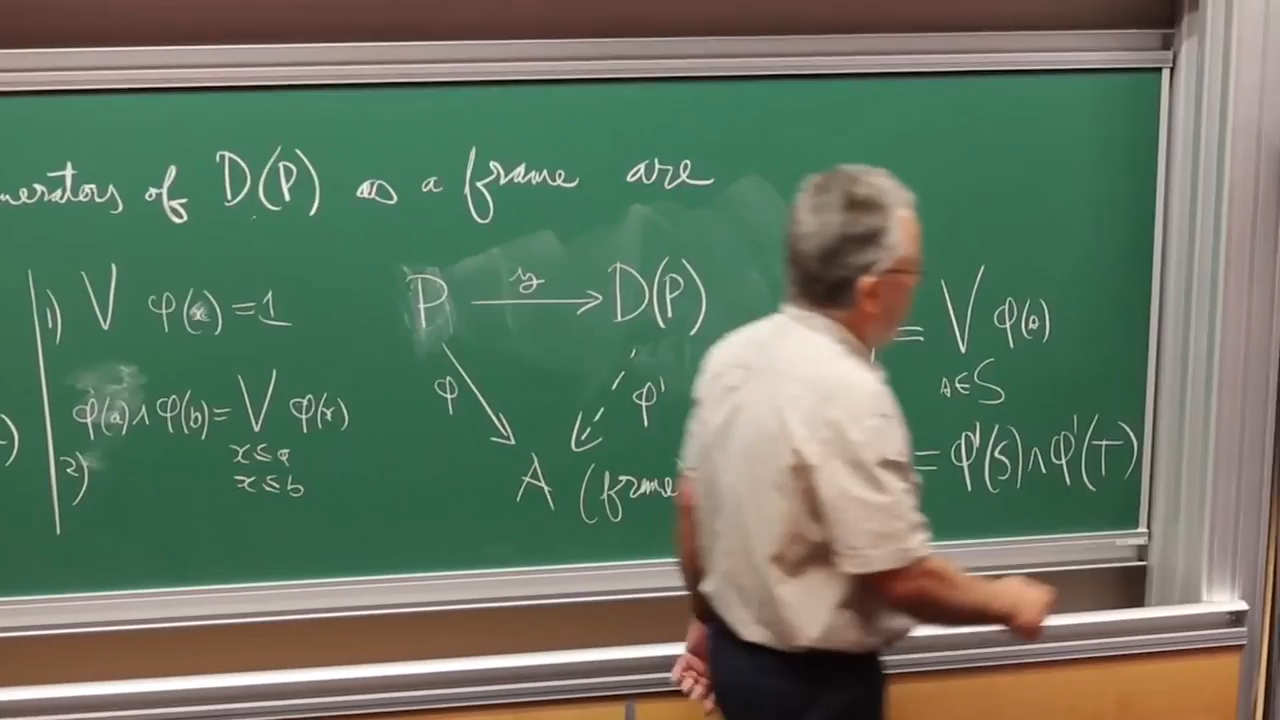 nerators of D(P) as a frame are
1) ⋁ φ(x) = 1
P y D(P)
= ⋁ φ(s)
s∈S
φ φ'
φ(a)∧φ(b) = ⋁ φ(x)
x≤a
x≤b
2)
A (frame
= φ'(S)∧φ'(T)